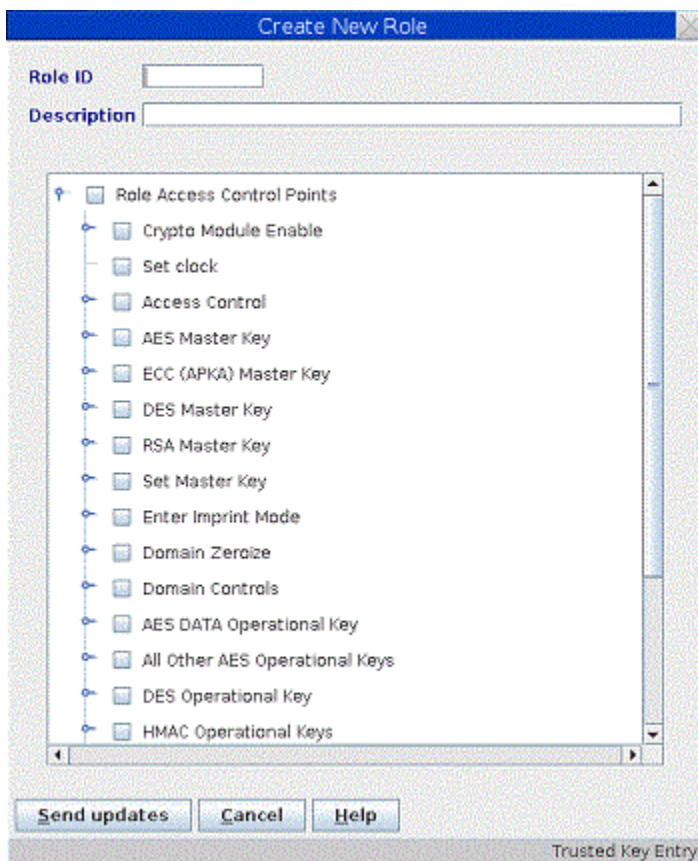 Create New Role
Role ID
Description
Role Access Control Points
Crypto Module Enable
Set clock
Access Control
AES Master Key
ECC (APKA) Master Key
DES Master Key
RSA Master Key
Set Master Key
Enter Imprint Mode
Domain Zeroize
Domain Controls
AES DATA Operational Key
All Other AES Operational Keys
DES Operational Key
HMAC Operational Keys
Send updates Cancel Help
Trusted Key Entry